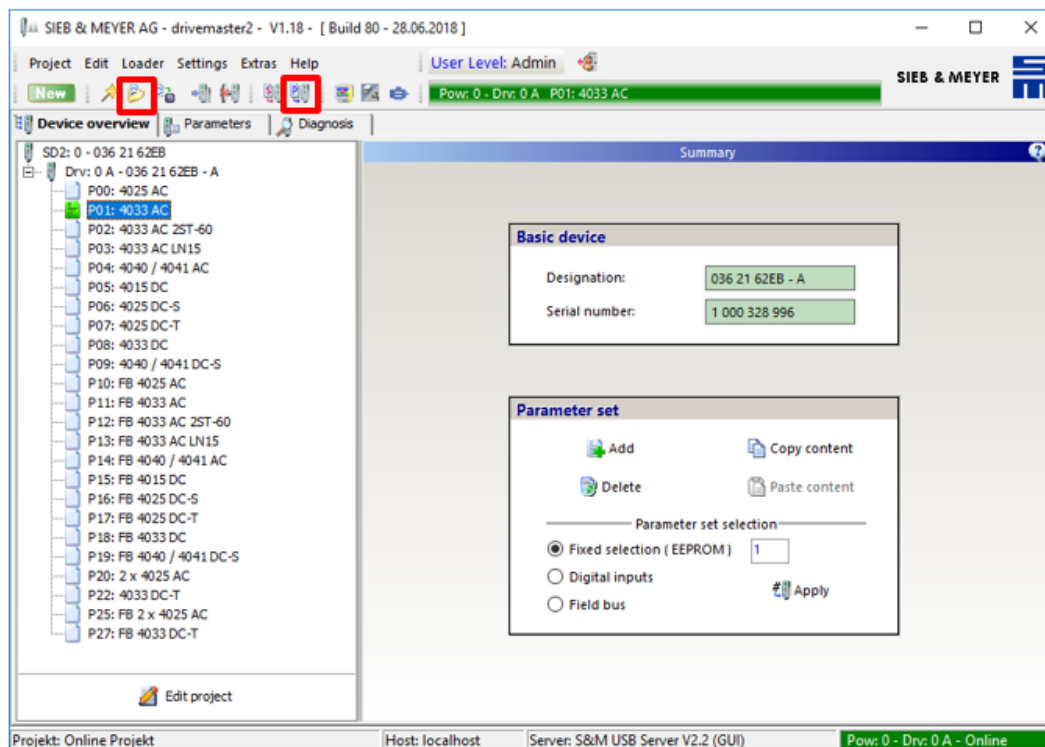 SIEB & MEYER AG - drivemaster2 - V1.18 - [ Build 80 - 28.06.2018 ]
Project Edit Loader Settings Extras Help
User Level: Admin
SIEB & MEYER
New
Pow: 0 - Drv: 0 A P01: 4033 AC
Device overview Parameters Diagnosis
SD2: 0 - 036 21 62EB
Drv: 0 A - 036 21 62EB - A
P00: 4025 AC
P01: 4033 AC
P02: 4033 AC 2ST-60
P03: 4033 AC LN15
P04: 4040 / 4041 AC
P05: 4015 DC
P06: 4025 DC-S
P07: 4025 DC-T
P08: 4033 DC
P09: 4040 / 4041 DC-S
P10: FB 4025 AC
P11: FB 4033 AC
P12: FB 4033 AC 2ST-60
P13: FB 4033 AC LN15
P14: FB 4040 / 4041 AC
P15: FB 4015 DC
P16: FB 4025 DC-S
P17: FB 4025 DC-T
P18: FB 4033 DC
P19: FB 4040 / 4041 DC-S
P20: 2 x 4025 AC
P22: 4033 DC-T
P25: FB 2 x 4025 AC
P27: FB 4033 DC-T
Edit project
Summary
Basic device
Designation: 036 21 62EB - A
Serial number: 1 000 328 996
Parameter set
Add Copy content
Delete Paste content
Parameter set selection
Fixed selection ( EEPROM ) 1
Digital inputs
Apply
Field bus
Projekt: Online Projekt Host: localhost Server: S&M USB Server V2.2 (GUI) Pow: 0 - Drv: 0 A - Online